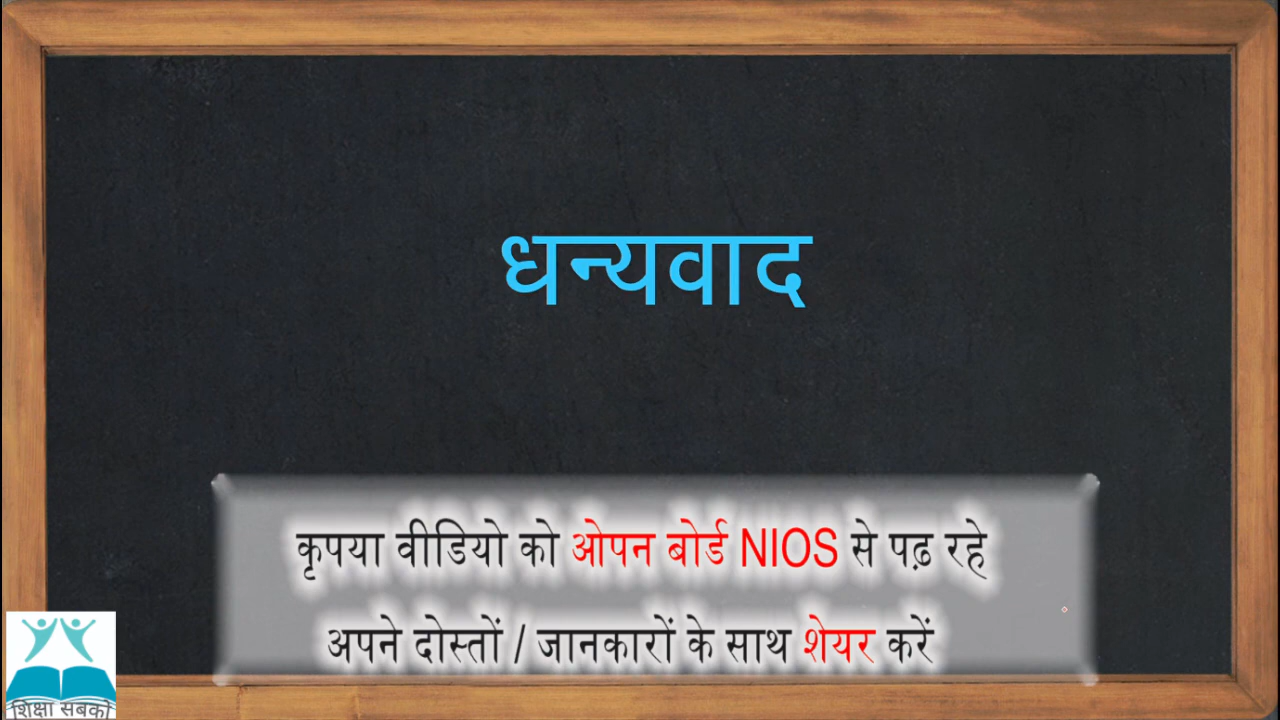 धन्यवाद
कृपया वीडियो को ओपन बोर्ड NIOS से पढ़ रहे
अपने दोस्तों / जानकारों के साथ शेयर करें
शिक्षा सबको